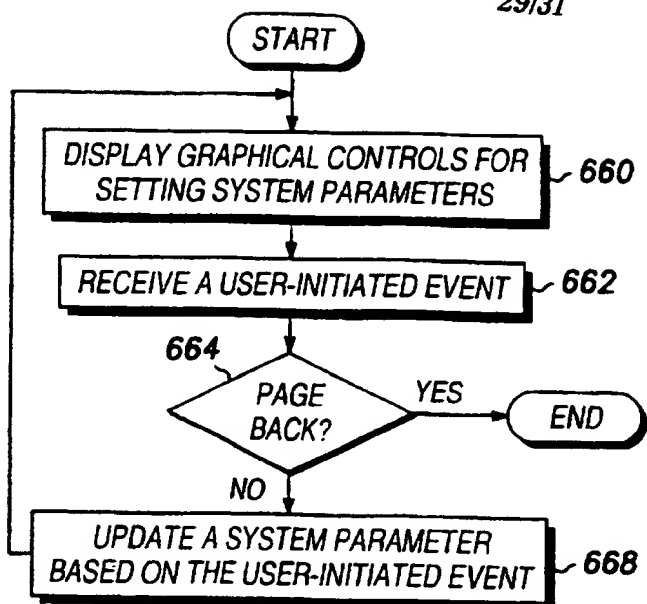 29/31
START
DISPLAY GRAPHICAL CONTROLS FOR
SETTING SYSTEM PARAMETERS
660
RECEIVE A USER-INITIATED EVENT
662
664
PAGE
BACK?
YES
END
NO
UPDATE A SYSTEM PARAMETER
BASED ON THE USER-INITIATED EVENT
668